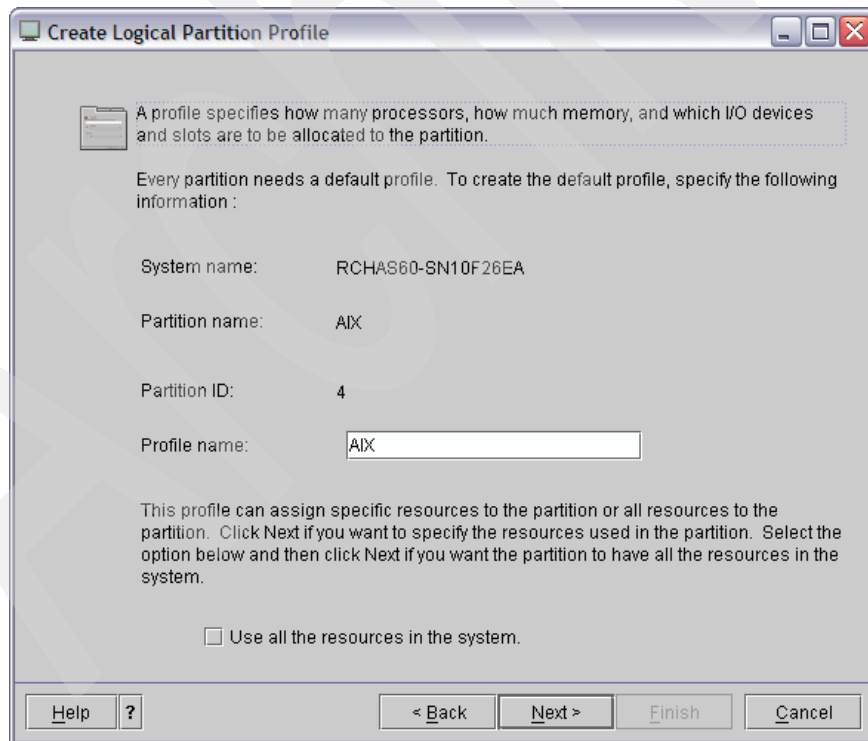 Create Logical Partition Profile
A profile specifies how many processors, how much memory, and which I/O devices
and slots are to be allocated to the partition.
Every partition needs a default profile. To create the default profile, specify the following
information :
System name: RCHAS60-SN10F26EA
Partition name: AIX
Partition ID: 4
Profile name: AIX
This profile can assign specific resources to the partition or all resources to the
partition. Click Next if you want to specify the resources used in the partition. Select the
option below and then click Next if you want the partition to have all the resources in the
system.
Use all the resources in the system.
Help ? < Back Next > Finish Cancel